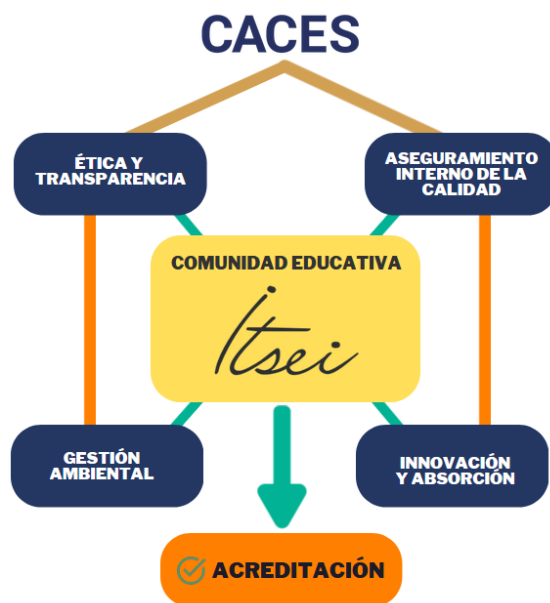 CACES
ÉTICA Y
TRANSPARENCIA
ASEGURAMIENTO
INTERNO DE LA
CALIDAD
COMUNIDAD EDUCATIVA
Itsei
GESTIÓN
AMBIENTAL
INNOVACIÓN
Y ABSORCIÓN
ACREDITACIÓN